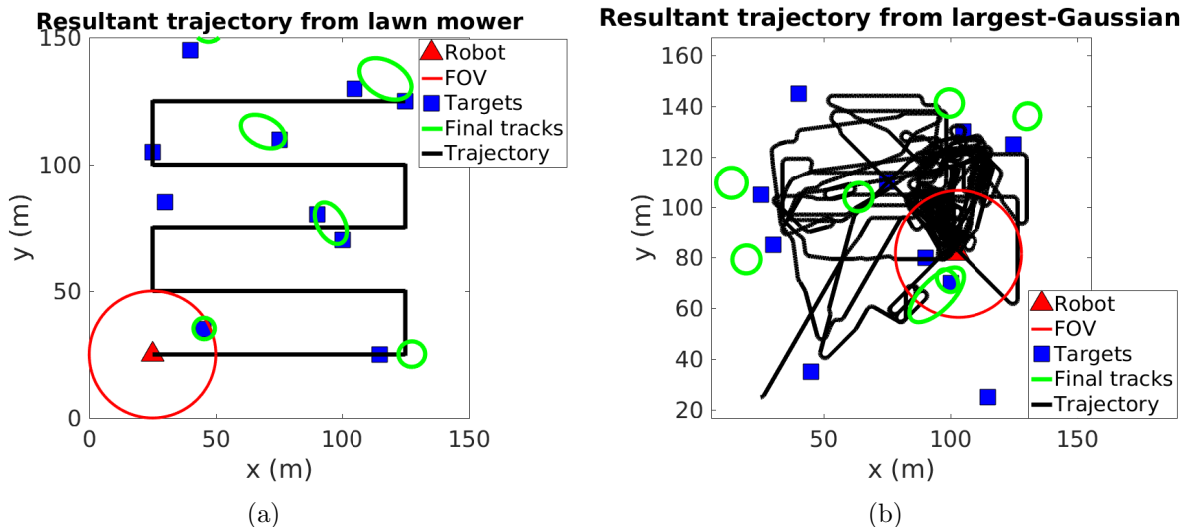 Resultant trajectory from lawn mower
150
100
50
0
0
50
100
150
y (m)
x (m)
Robot
FOV
Targets
Final tracks
Trajectory
(a)
Resultant trajectory from largest-Gaussian
160
140
120
100
80
60
40
20
50
100
150
y (m)
x (m)
Robot
FOV
Targets
Final tracks
Trajectory
(b)